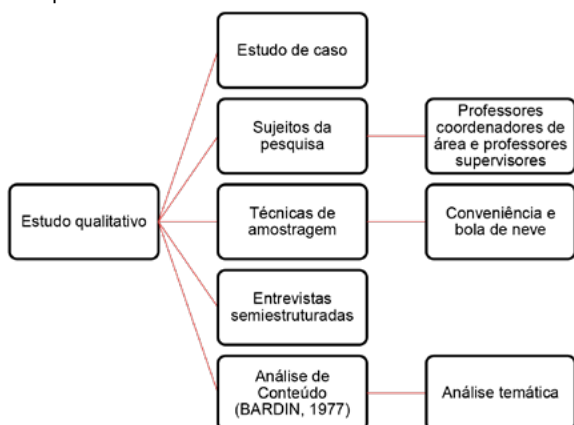 Estudo de caso
Sujeitos da
pesquisa
Professores
coordenadores de
área e professores
supervisores
Estudo qualitativo
Técnicas de
amostragem
Conveniência e
bola de neve
Entrevistas
semiestruturadas
Análise de
Conteúdo
(BARDIN, 1977)
Análise temática